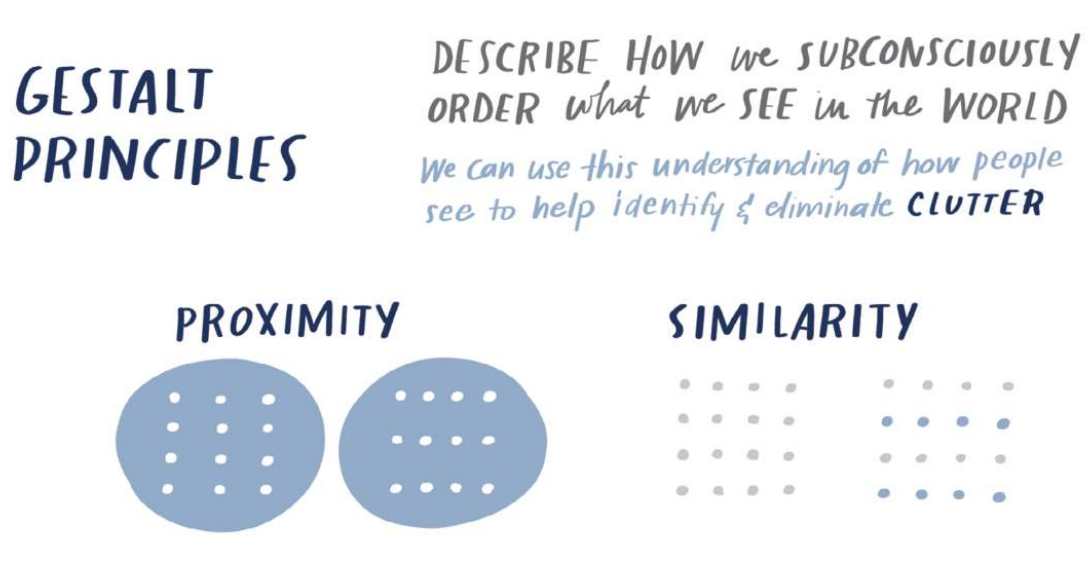 GESTALT
PRINCIPLES
DESCRIBE HOW we SUBCONSCIOUSLY
ORDER what we SEE in the WORLD
We can use this understanding of how people
see to help identify & eliminate CLUTTER
PROXIMITY
SIMILARITY